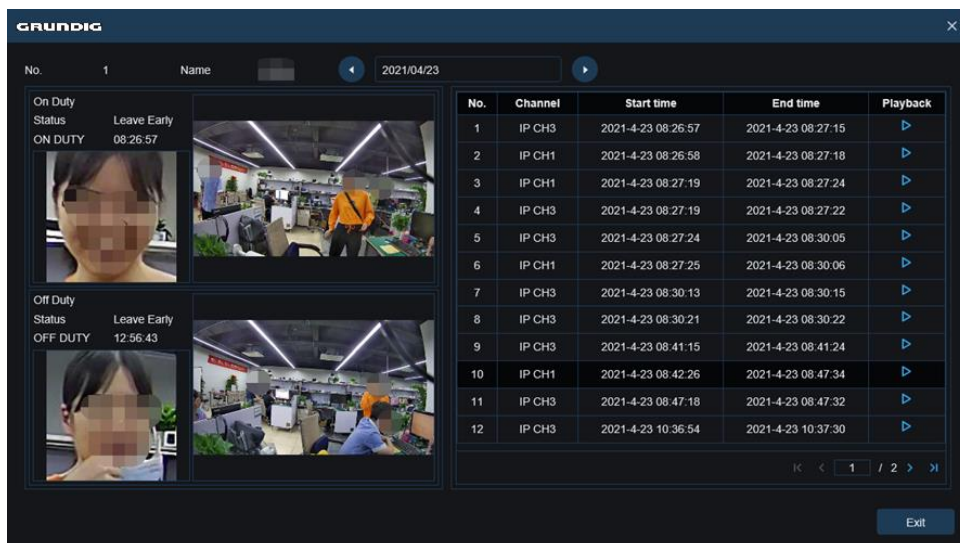 GRUNDIG
No. 1 Name 2021/04/23
On Duty
Status Leave Early
ON DUTY 08:26:57
Off Duty
Status Leave Early
OFF DUTY 12:56:43
No. Channel Start time End time Playback
1 IP CH3 2021-4-23 08:26:57 2021-4-23 08:27:15
2 IP CH1 2021-4-23 08:26:58 2021-4-23 08:27:18
3 IP CH1 2021-4-23 08:27:19 2021-4-23 08:27:24
4 IP CH3 2021-4-23 08:27:19 2021-4-23 08:27:22
5 IP CH3 2021-4-23 08:27:24 2021-4-23 08:30:05
6 IP CH1 2021-4-23 08:27:25 2021-4-23 08:30:06
7 IP CH3 2021-4-23 08:30:13 2021-4-23 08:30:15
8 IP CH3 2021-4-23 08:30:21 2021-4-23 08:30:22
9 IP CH3 2021-4-23 08:41:15 2021-4-23 08:41:24
10 IP CH1 2021-4-23 08:42:26 2021-4-23 08:47:34
11 IP CH3 2021-4-23 08:47:18 2021-4-23 08:47:32
12 IP CH3 2021-4-23 10:36:54 2021-4-23 10:37:30
1 / 2
Exit